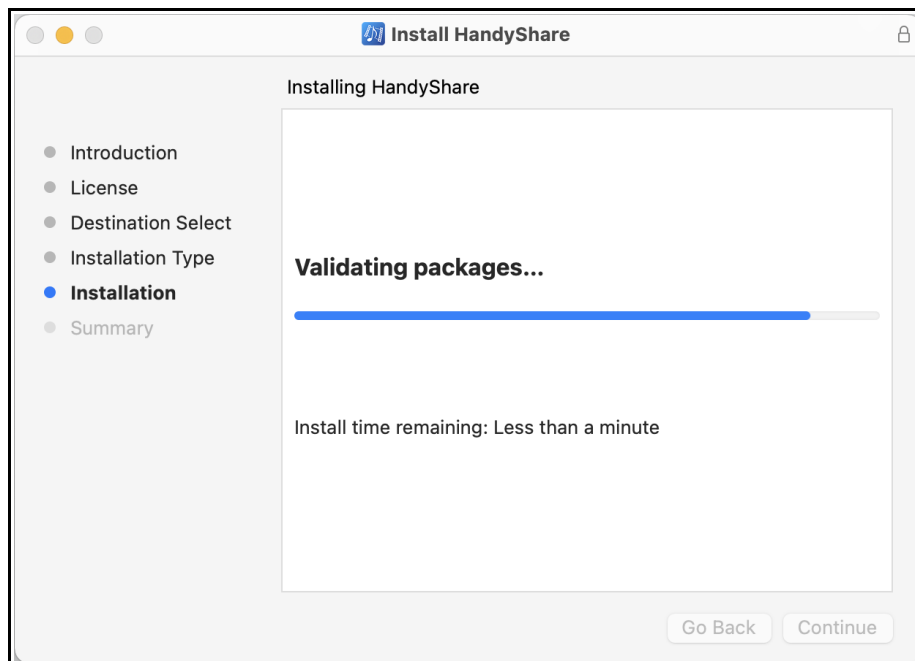 Install HandyShare
Installing HandyShare
Introduction
License
Destination Select
Installation Type
Installation
Summary
Validating packages...
Install time remaining: Less than a minute
Go Back
Continue